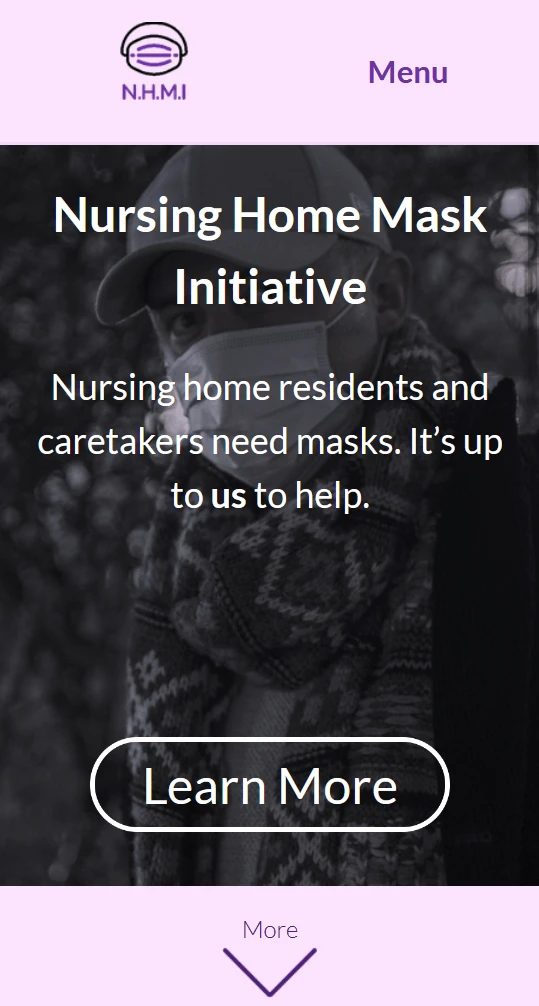 N.H.M.I
Menu
Nursing Home Mask
Initiative
Nursing home residents and
caretakers need masks. It’s up
to us to help.
Learn More
More